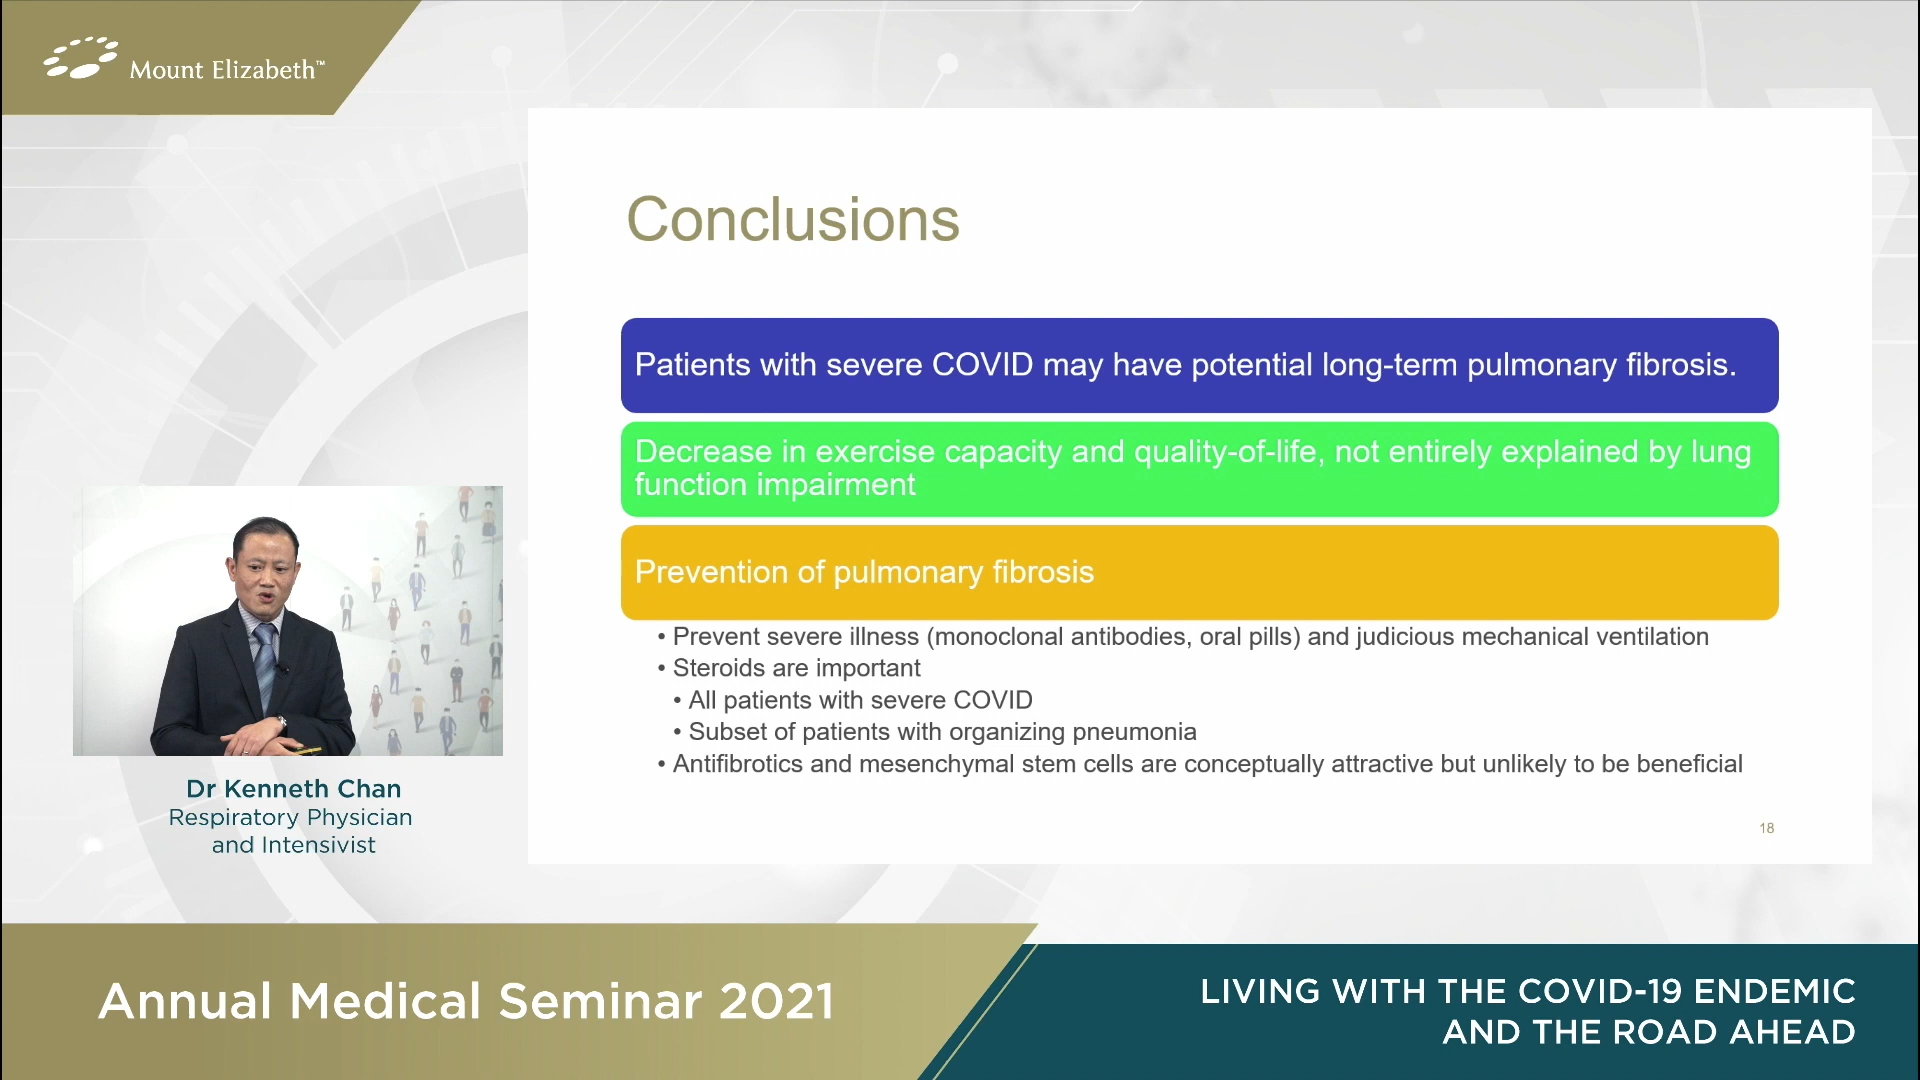 Mount Elizabeth™
Conclusions
Patients with severe COVID may have potential long-term pulmonary fibrosis.
Decrease in exercise capacity and quality-of-life, not entirely explained by lung
function impairment
Prevention of pulmonary fibrosis
• Prevent severe illness (monoclonal antibodies, oral pills) and judicious mechanical ventilation
• Steroids are important
• All patients with severe COVID
• Subset of patients with organizing pneumonia
• Antifibrotics and mesenchymal stem cells are conceptually attractive but unlikely to be beneficial
18
Dr Kenneth Chan
Respiratory Physician
and Intensivist
Annual Medical Seminar 2021
LIVING WITH THE COVID-19 ENDEMIC
AND THE ROAD AHEAD